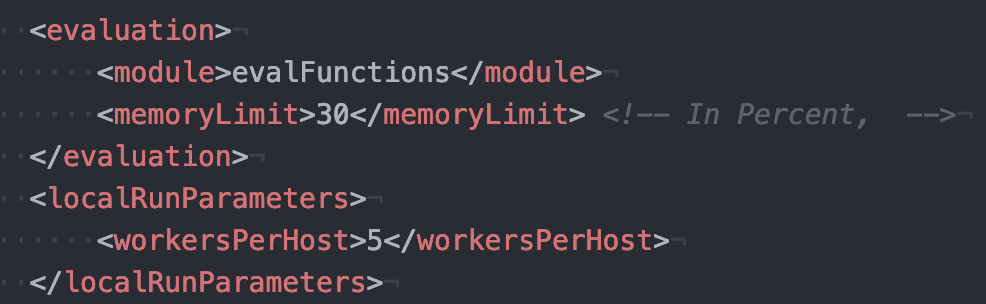 <evaluation>
<module>evalFunctions</module>
<memoryLimit>30</memoryLimit> <!-- In Percent,  -->
</evaluation>
<localRunParameters>
<workersPerHost>5</workersPerHost>
</localRunParameters>